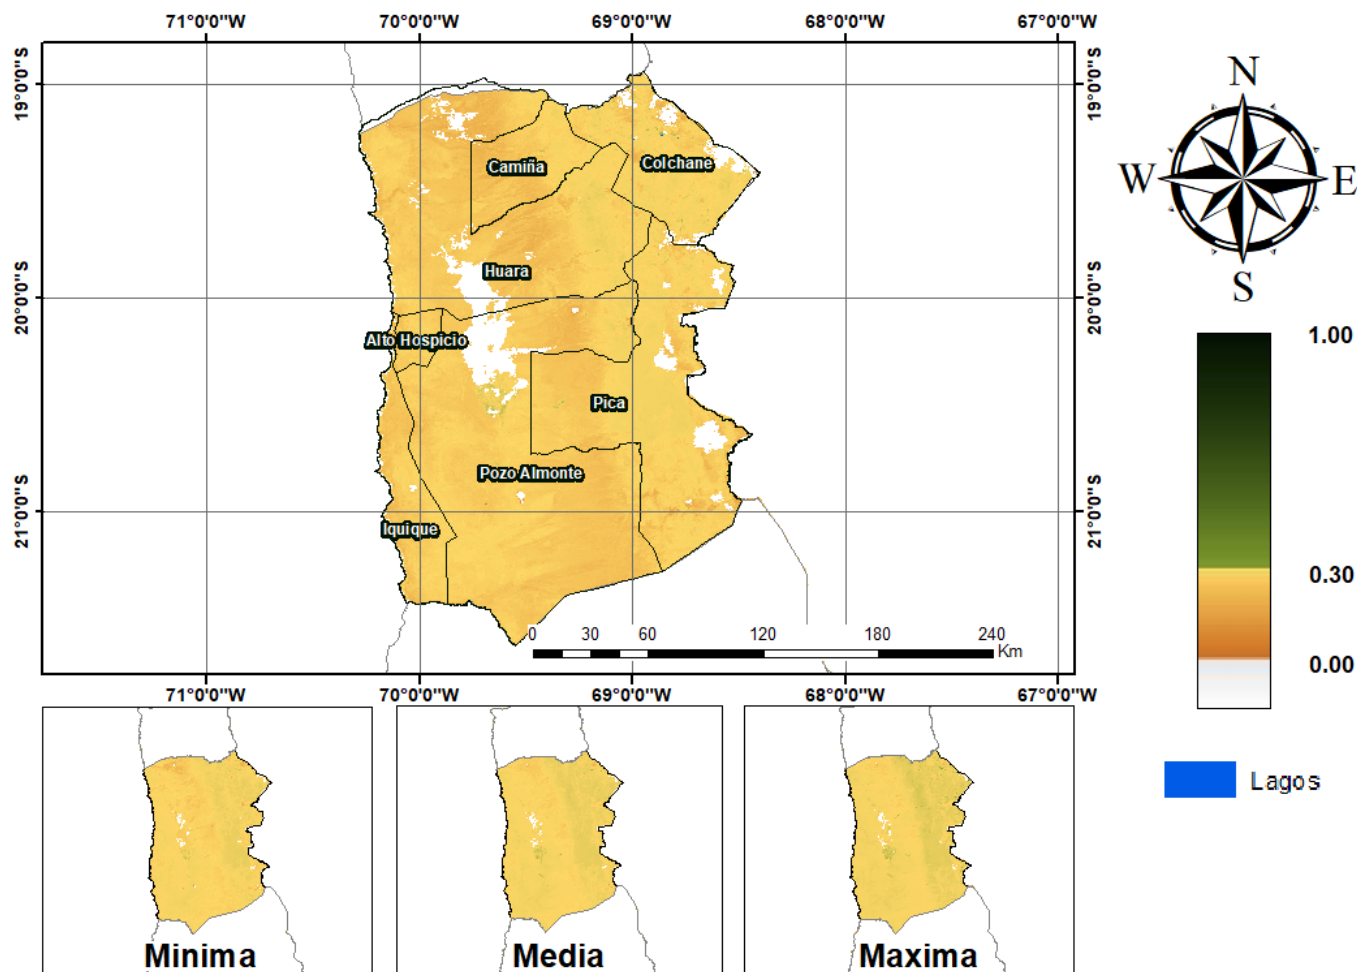 71°0'0"W 70°0'0"W 69°0'0"W 68°0'0"W 67°0'0"W
19°0'0"S
19°0'0"S
20°0'0"S
20°0'0"S
21°0'0"S
21°0'0"S
Camiña
Colchane
Huara
Alto Hospicio
Pica
Pozo Almonte
Iquique
0 30 60 120 180 240
Km
71°0'0"W 70°0'0"W 69°0'0"W 68°0'0"W 67°0'0"W
N
W E
S
1.00
0.30
0.00
Lagos
Minima
Media
Maxima